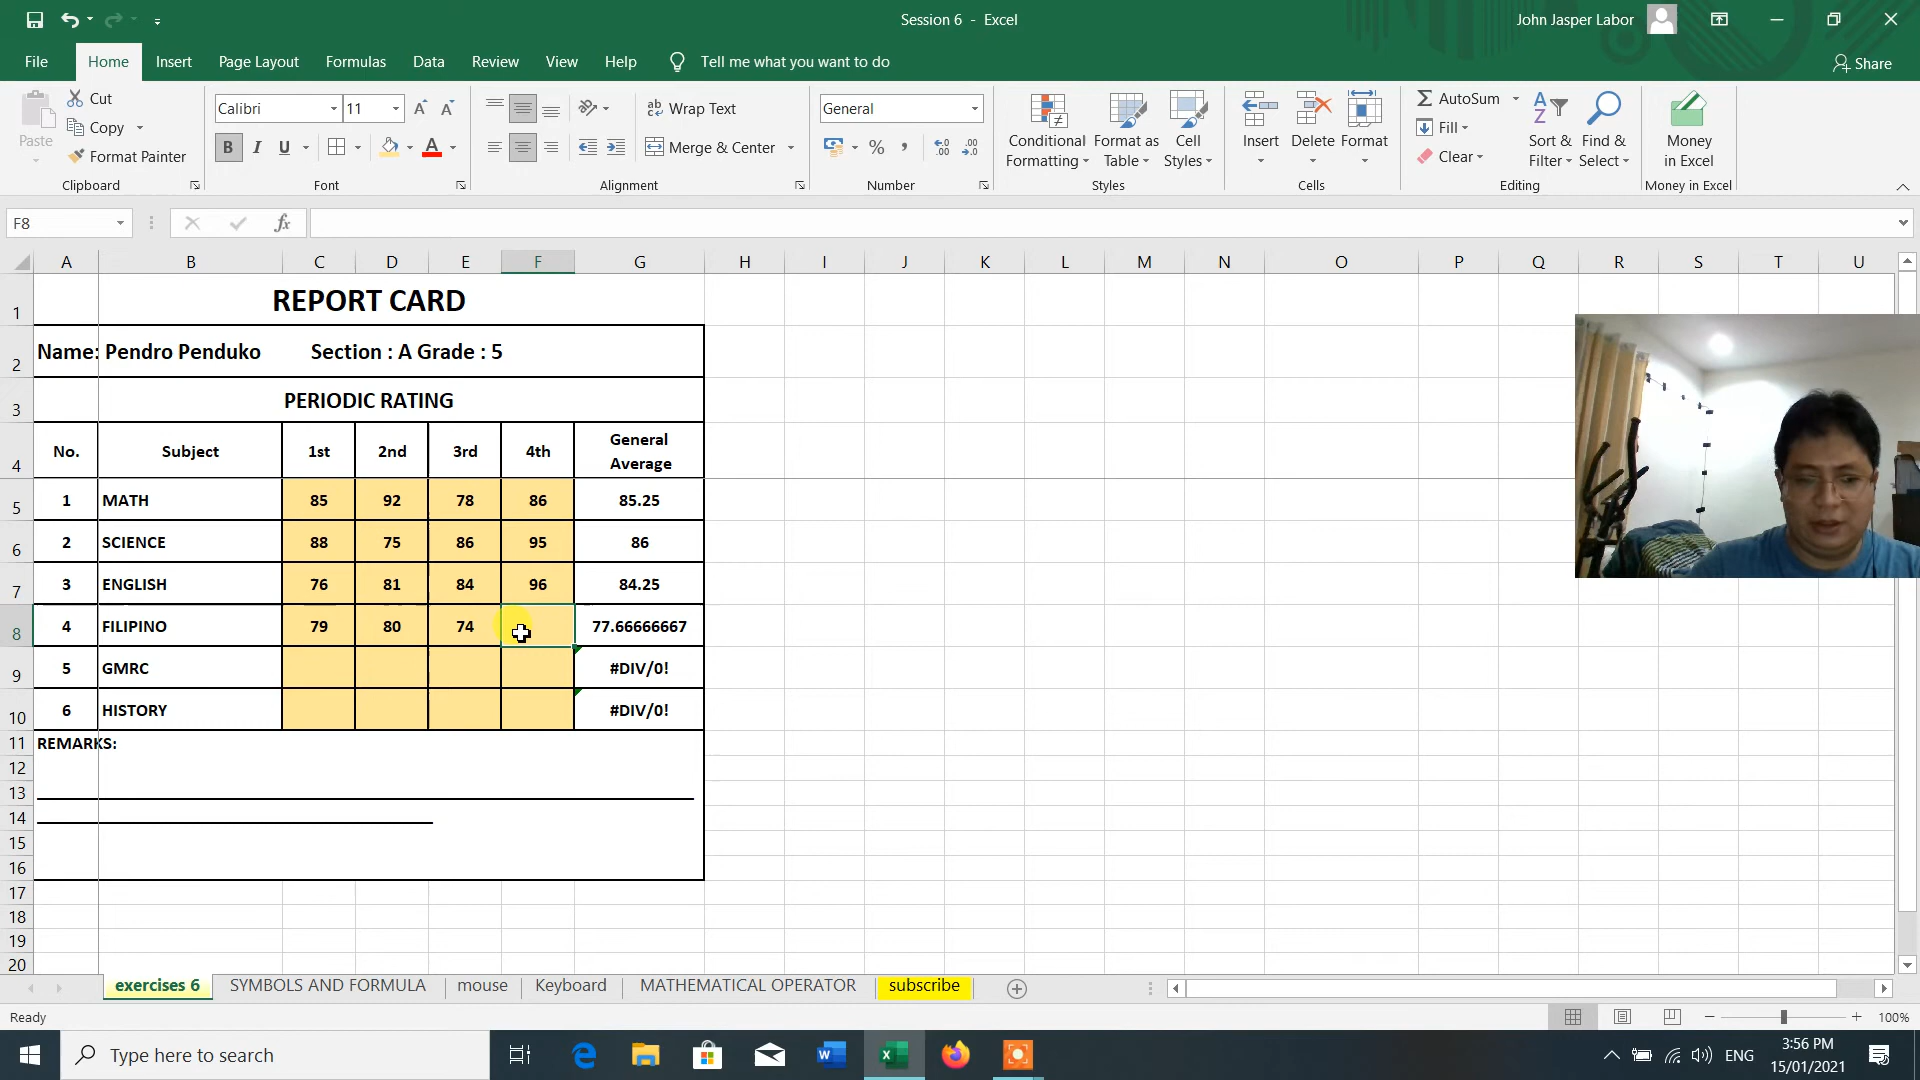 Session 6 - Excel
John Jasper Labor
File Home Insert Page Layout Formulas Data Review View Help Tell me what you want to do Share
Paste
Cut
Copy
Format Painter
Clipboard
Calibri 11
B I U
Font
Wrap Text
Merge & Center
Alignment
General
Number
Conditional Formatting
Format as Table
Cell Styles
Styles
Insert Delete Format
Cells
AutoSum
Fill
Clear
Sort & Filter
Find & Select
Editing
Money in Excel
Money in Excel
F8 fx
A B C D E F G H I J K L M N O P Q R S T U
1 REPORT CARD
2 Name: Pendro Penduko Section : A Grade : 5
3 PERIODIC RATING
4 No. Subject 1st 2nd 3rd 4th General Average
5 1 MATH 85 92 78 86 85.25
6 2 SCIENCE 88 75 86 95 86
7 3 ENGLISH 76 81 84 96 84.25
8 4 FILIPINO 79 80 74 77.66666667
9 5 GMRC #DIV/0!
10 6 HISTORY #DIV/0!
11 REMARKS:
12
13
14
15
16
17
18
19
20
exercises 6 SYMBOLS AND FORMULA mouse Keyboard MATHEMATICAL OPERATOR subscribe
Ready 100%
Type here to search ENG 3:56 PM
15/01/2021